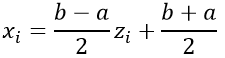 x_i = \frac{b - a}{2} z_i + \frac{b + a}{2}